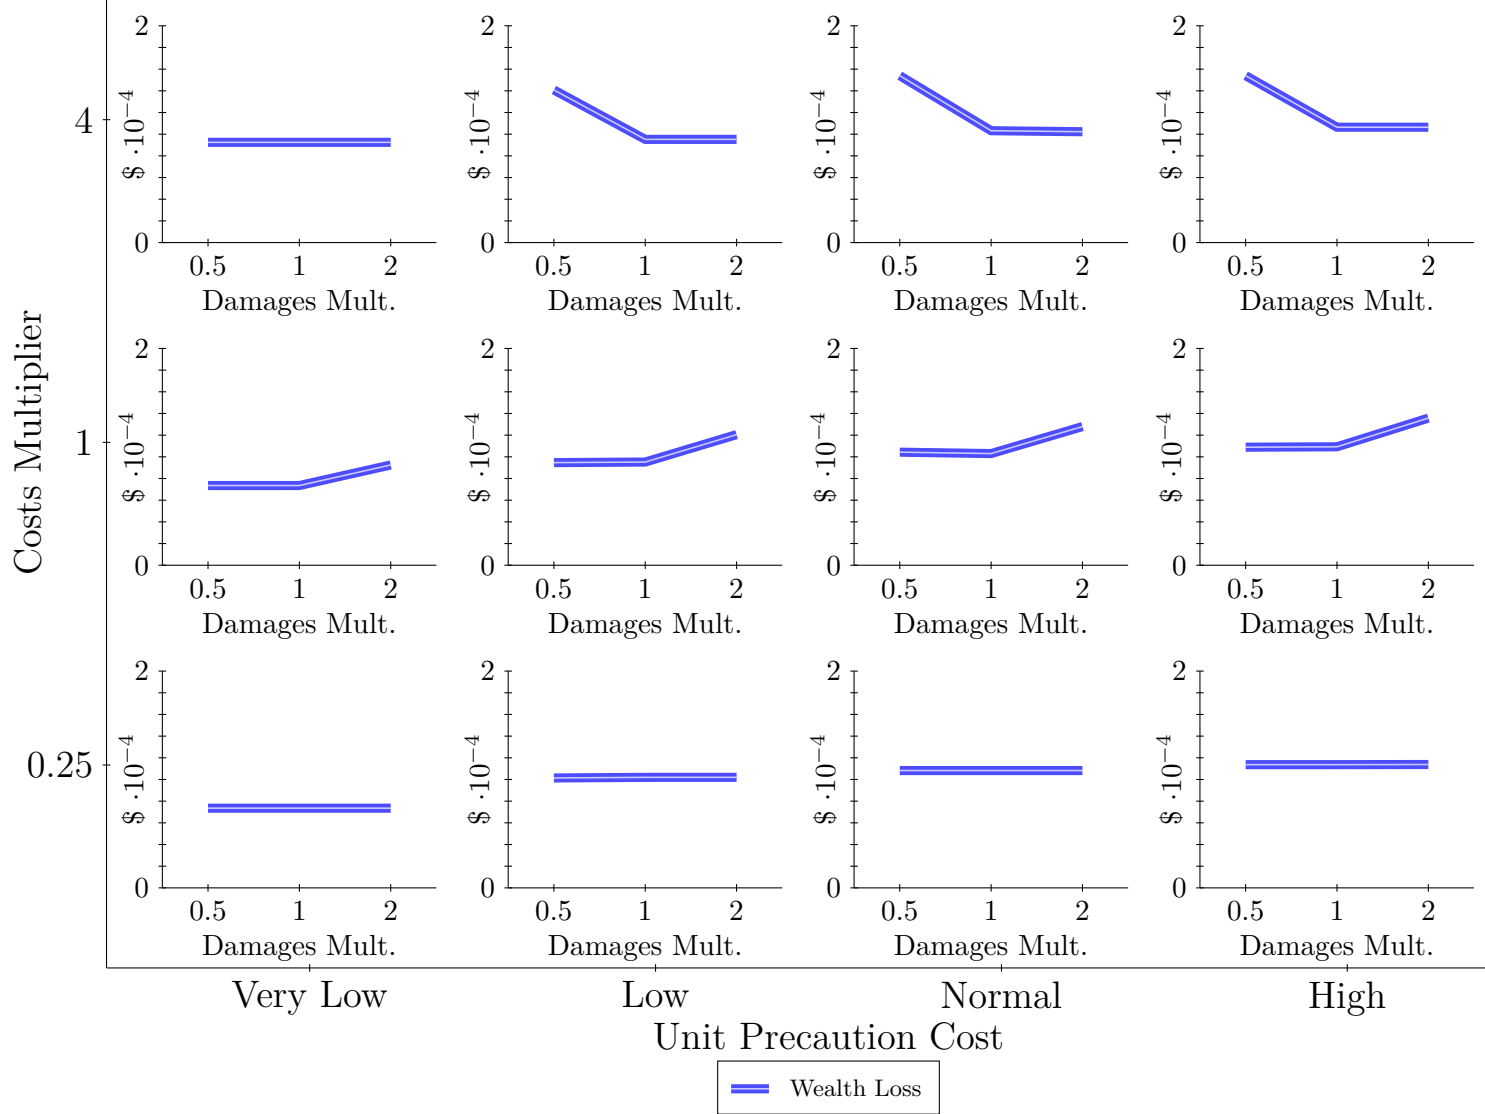 Costs Multiplier
4
2
$ ·10⁻⁴
0
0.5 1 2
Damages Mult.
2
$ ·10⁻⁴
0
0.5 1 2
Damages Mult.
2
$ ·10⁻⁴
0
0.5 1 2
Damages Mult.
2
$ ·10⁻⁴
0
0.5 1 2
Damages Mult.
1
2
$ ·10⁻⁴
0
0.5 1 2
Damages Mult.
2
$ ·10⁻⁴
0
0.5 1 2
Damages Mult.
2
$ ·10⁻⁴
0
0.5 1 2
Damages Mult.
2
$ ·10⁻⁴
0
0.5 1 2
Damages Mult.
0.25
2
$ ·10⁻⁴
0
0.5 1 2
Damages Mult.
2
$ ·10⁻⁴
0
0.5 1 2
Damages Mult.
2
$ ·10⁻⁴
0
0.5 1 2
Damages Mult.
2
$ ·10⁻⁴
0
0.5 1 2
Damages Mult.
Very Low Low Normal High
Unit Precaution Cost
Wealth Loss